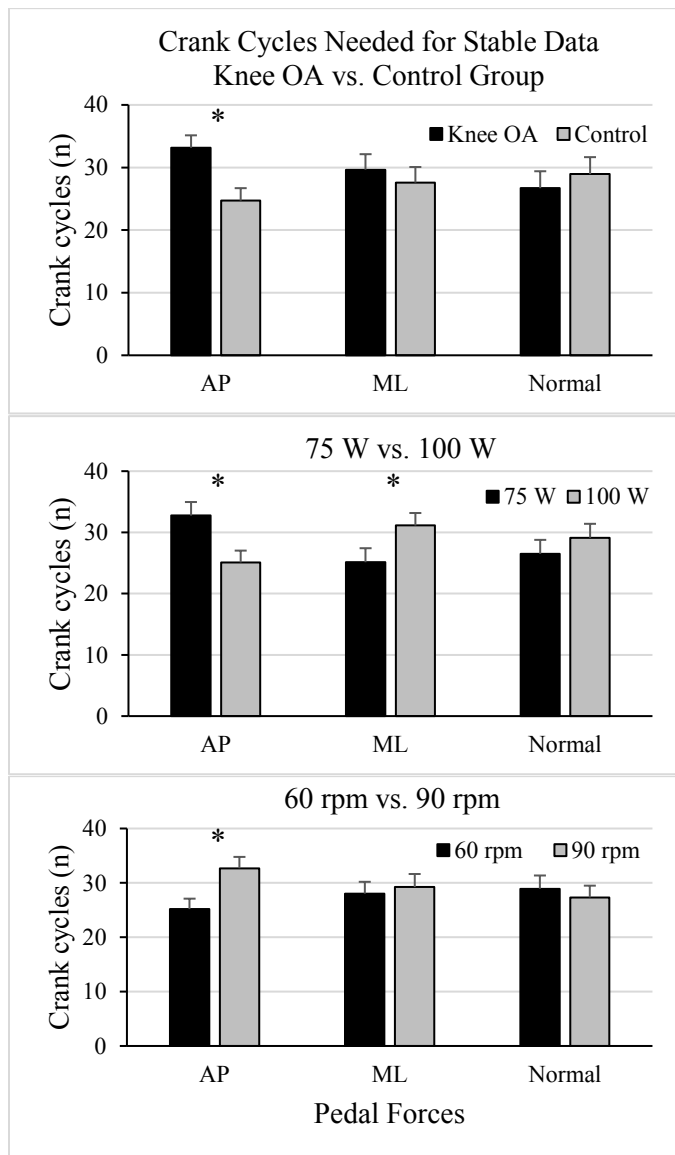 Crank Cycles Needed for Stable Data
Knee OA vs. Control Group
Crank cycles (n)
40
30
20
10
0
*
Knee OA
Control
AP
ML
Normal
75 W vs. 100 W
Crank cycles (n)
40
30
20
10
0
*
*
75 W
100 W
AP
ML
Normal
60 rpm vs. 90 rpm
Crank cycles (n)
40
30
20
10
0
*
60 rpm
90 rpm
AP
ML
Normal
Pedal Forces